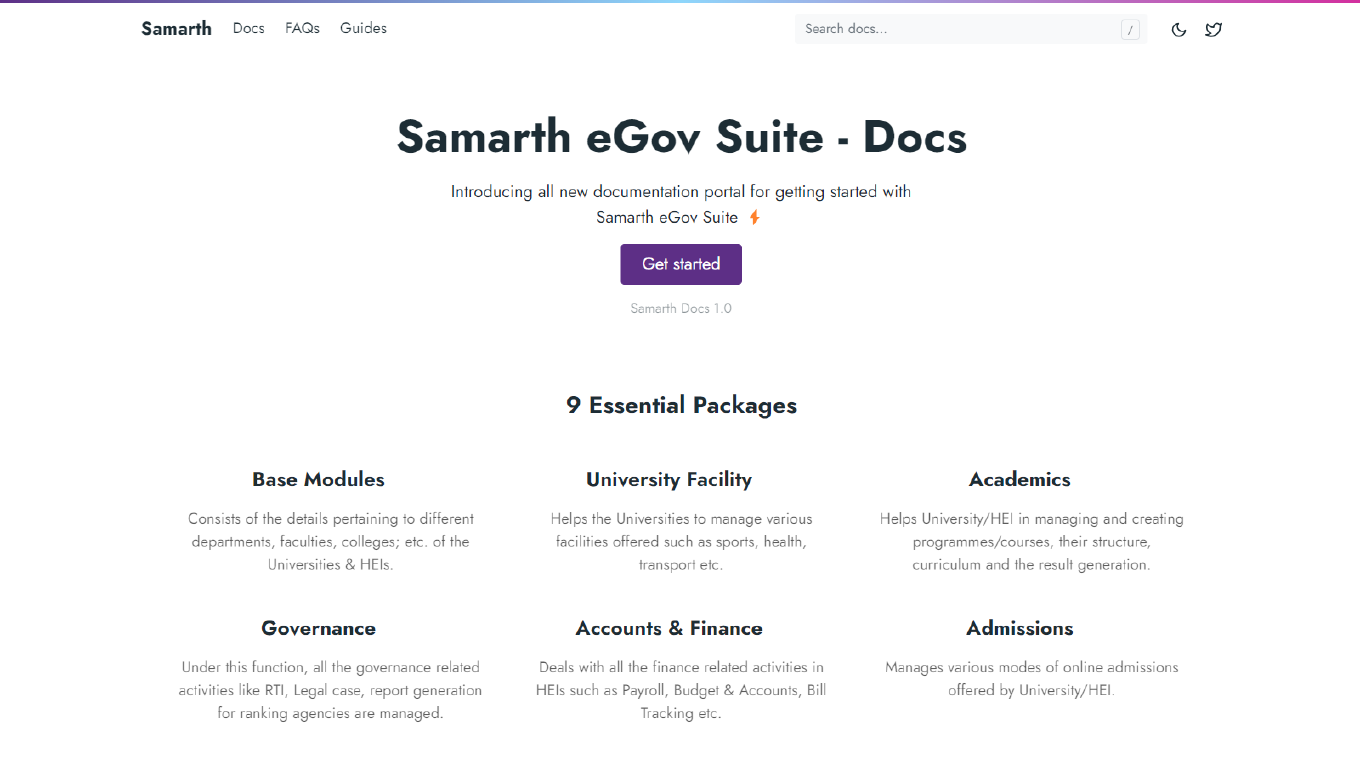 Samarth Docs FAQs Guides Search docs... /
Samarth eGov Suite - Docs
Introducing all new documentation portal for getting started with
Samarth eGov Suite
Get started
Samarth Docs 1.0
9 Essential Packages
Base Modules
Consists of the details pertaining to different
departments, faculties, colleges; etc. of the
Universities & HEIs.
University Facility
Helps the Universities to manage various
facilities offered such as sports, health,
transport etc.
Academics
Helps University/HEI in managing and creating
programmes/courses, their structure,
curriculum and the result generation.
Governance
Under this function, all the governance related
activities like RTI, Legal case, report generation
for ranking agencies are managed.
Accounts & Finance
Deals with all the finance related activities in
HEIs such as Payroll, Budget & Accounts, Bill
Tracking etc.
Admissions
Manages various modes of online admissions
offered by University/HEI.